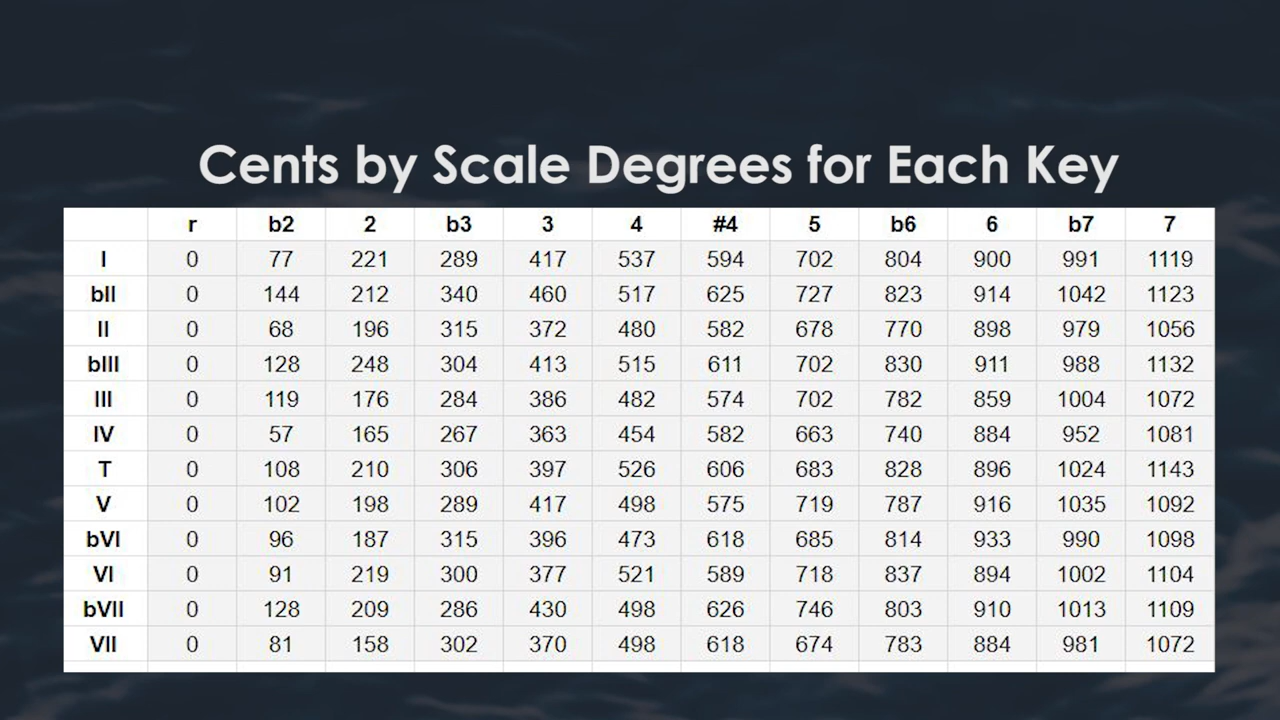 Cents by Scale Degrees for Each Key
r b2 2 b3 3 4 #4 5 b6 6 b7 7
I 0 77 221 289 417 537 594 702 804 900 991 1119
bII 0 144 212 340 460 517 625 727 823 914 1042 1123
II 0 68 196 315 372 480 582 678 770 898 979 1056
bIII 0 128 248 304 413 515 611 702 830 911 988 1132
III 0 119 176 284 386 482 574 702 782 859 1004 1072
IV 0 57 165 267 363 454 582 663 740 884 952 1081
T 0 108 210 306 397 526 606 683 828 896 1024 1143
V 0 102 198 289 417 498 575 719 787 916 1035 1092
bVI 0 96 187 315 396 473 618 685 814 933 990 1098
VI 0 91 219 300 377 521 589 718 837 894 1002 1104
bVII 0 128 209 286 430 498 626 746 803 910 1013 1109
VII 0 81 158 302 370 498 618 674 783 884 981 1072